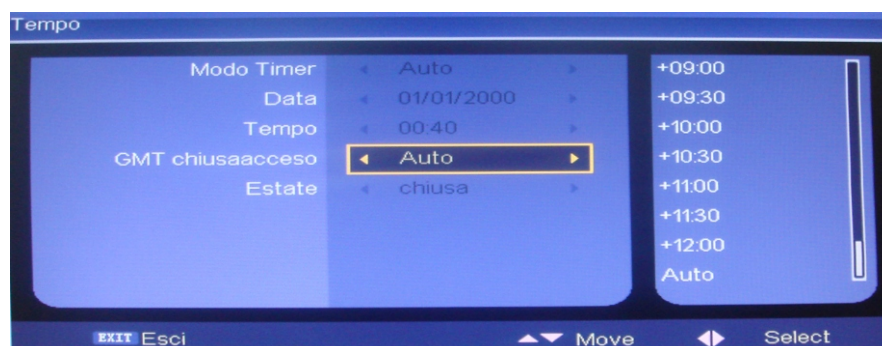 Tempo
Modo Timer Auto
Data 01/01/2000
Tempo 00:40
GMT chiusaacceso Auto
Estate chiusa
+09:00
+09:30
+10:00
+10:30
+11:00
+11:30
+12:00
Auto
EXIT Esci Move Select